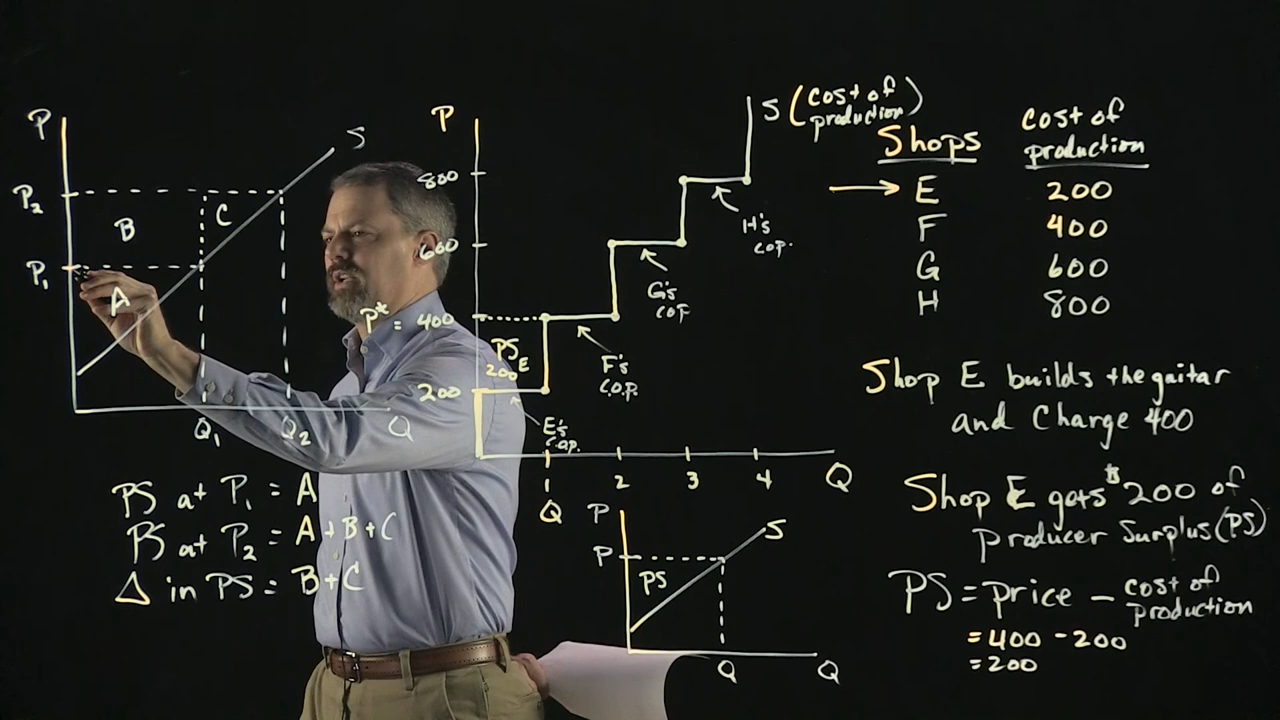 P
S
P₂
B
C
P₁
A
Q₁
Q₂
Q
PS at P₁ = A
PS at P₂ = A+B+C
Δ in PS = B+C
P
800
600
P* = 400
200
PS E
200
E's c.o.p.
F's c.o.p.
G's c.o.p
H's c.o.p.
S (cost of production)
Q
2
3
4
Q
P
S
P
PS
Q
Q
Shops
cost of production
E 200
F 400
G 600
H 800
Shop E builds the guitar
and Charge 400
Shop E gets $200 of
producer Surplus (PS)
PS = price – cost of production
= 400 - 200
= 200